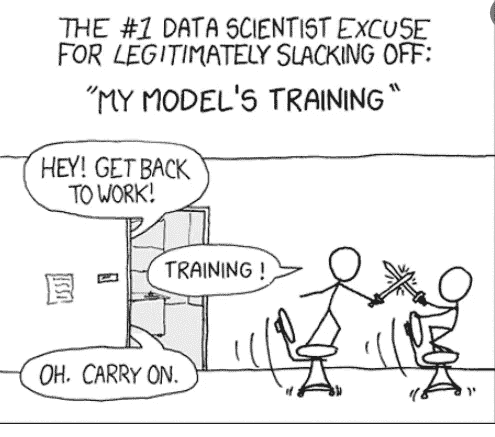 THE #1 DATA SCIENTIST EXCUSE
FOR LEGITIMATELY SLACKING OFF:
"MY MODEL'S TRAINING"
HEY! GET BACK
TO WORK!
TRAINING!
OH. CARRY ON.